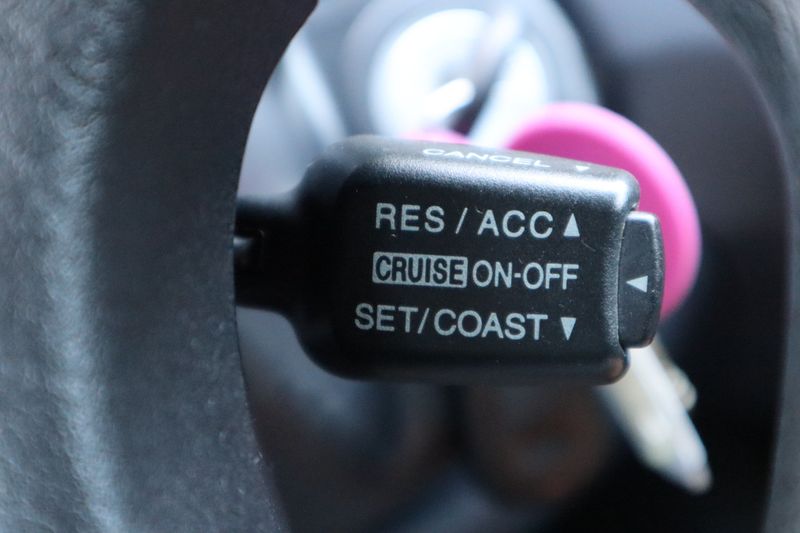 CANCEL ▼
RES / ACC ▲
CRUISE ON-OFF ◀
SET/COAST ▼